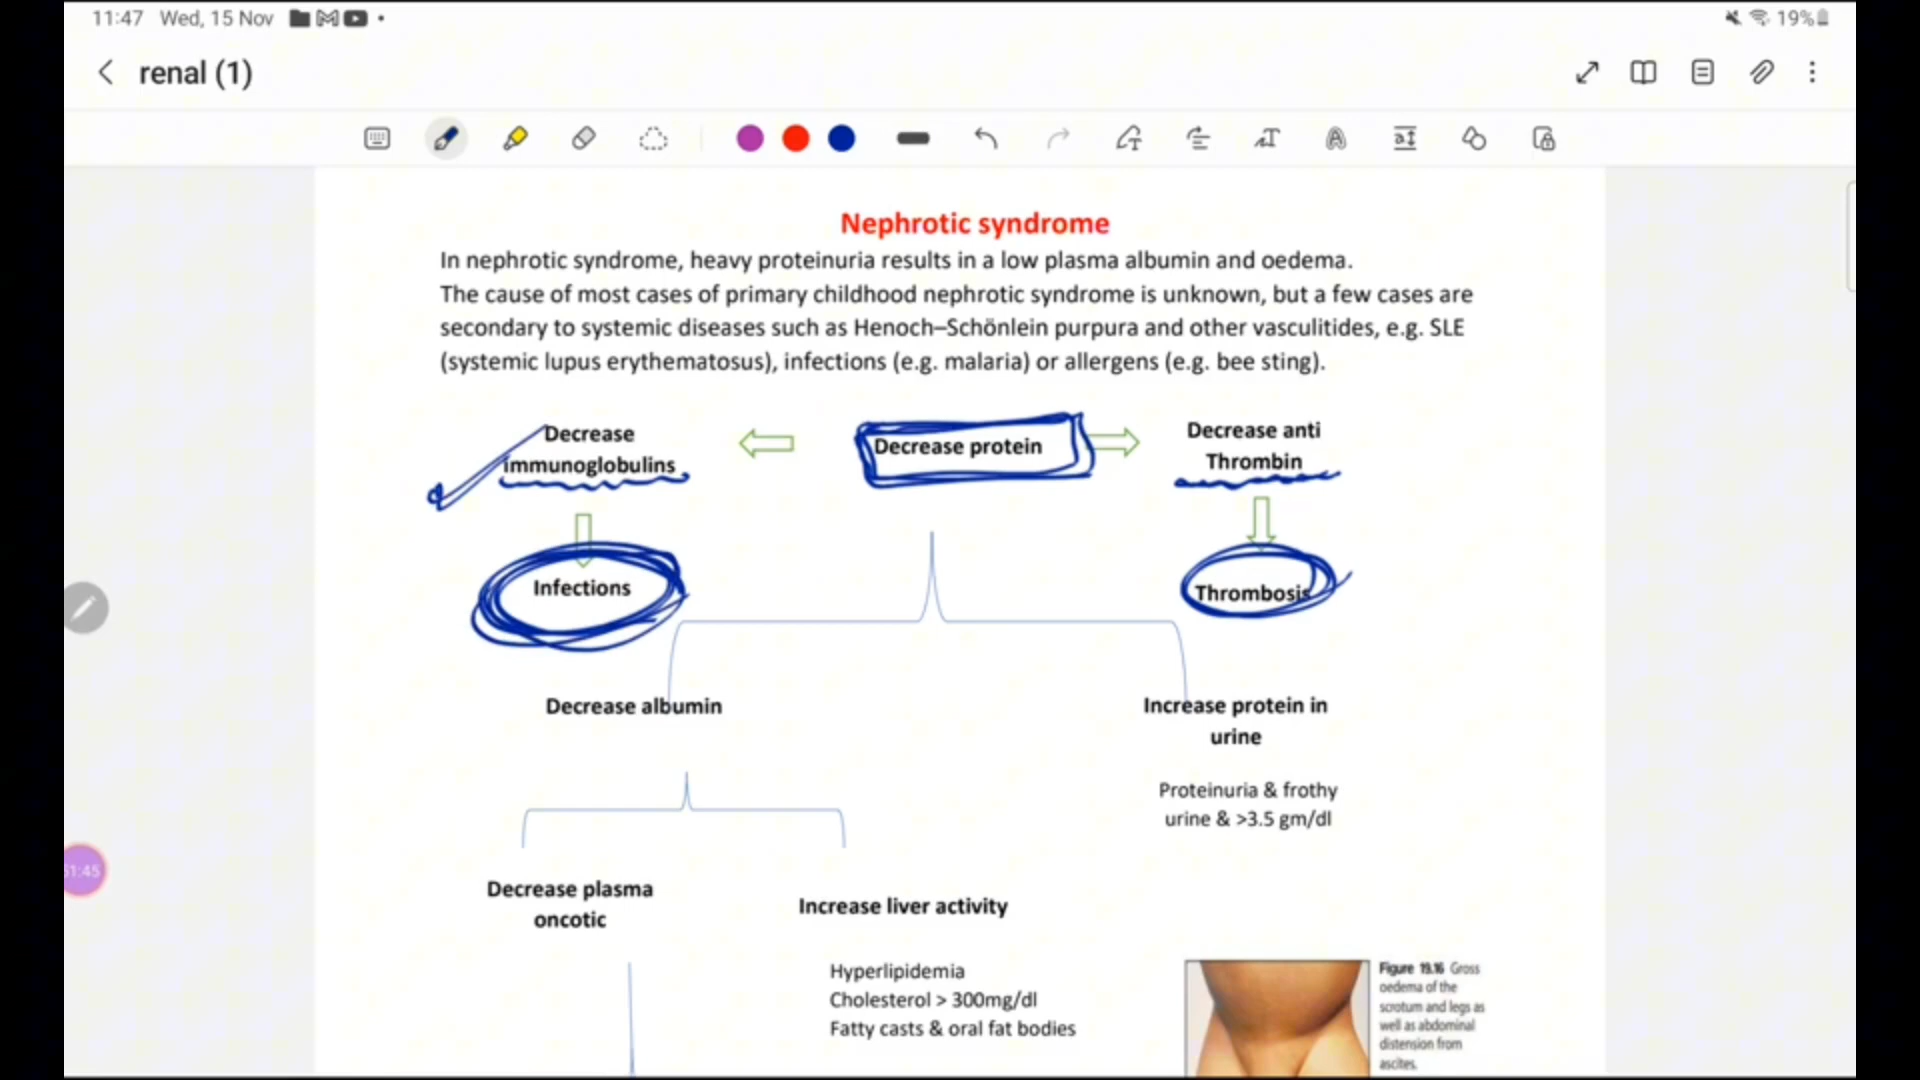 11:47 Wed, 15 Nov
19%
renal (1)
Nephrotic syndrome
In nephrotic syndrome, heavy proteinuria results in a low plasma albumin and oedema.
The cause of most cases of primary childhood nephrotic syndrome is unknown, but a few cases are
secondary to systemic diseases such as Henoch–Schönlein purpura and other vasculitides, e.g. SLE
(systemic lupus erythematosus), infections (e.g. malaria) or allergens (e.g. bee sting).
Decrease
immunoglobulins
Decrease protein
Decrease anti
Thrombin
Infections
Thrombosis
Decrease albumin
Increase protein in
urine
Proteinuria & frothy
urine & >3.5 gm/dl
Decrease plasma
oncotic
Increase liver activity
Hyperlipidemia
Cholesterol > 300mg/dl
Fatty casts & oral fat bodies
Figure 19.16 Gross
oedema of the
scrotum and legs as
well as abdominal
distension from
ascites.